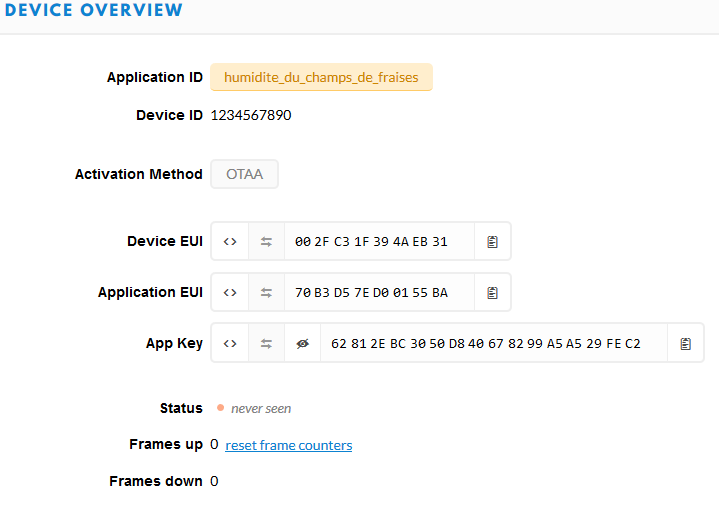 DEVICE OVERVIEW
Application ID humidite_du_champs_de_fraises
Device ID 1234567890
Activation Method OTAA
Device EUI <> 00 2F C3 1F 39 4A EB 31
Application EUI <> 70 B3 D5 7E D0 01 55 BA
App Key <> 62 81 2E BC 30 50 D8 40 67 82 99 A5 A5 29 FE C2
Status never seen
Frames up 0 reset frame counters
Frames down 0